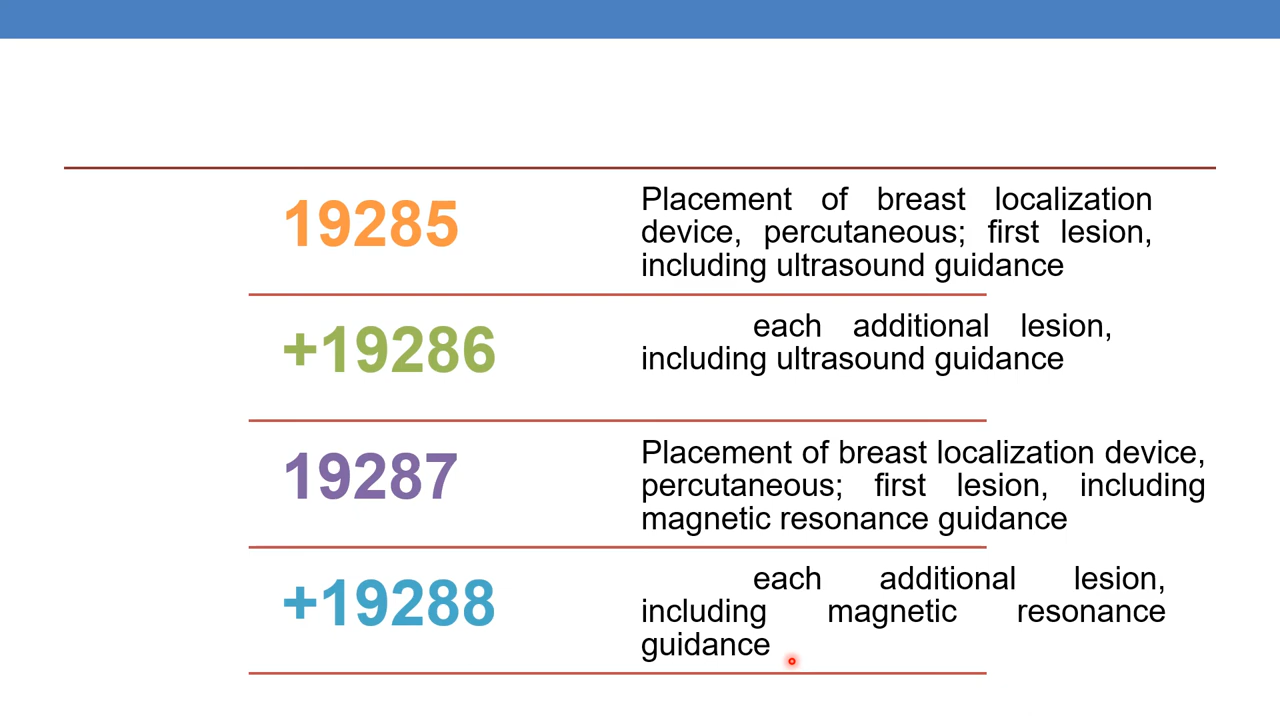 19285
Placement of breast localization
device, percutaneous; first lesion,
including ultrasound guidance
+19286
each additional lesion,
including ultrasound guidance
19287
Placement of breast localization device,
percutaneous; first lesion, including
magnetic resonance guidance
+19288
each additional lesion,
including magnetic resonance
guidance